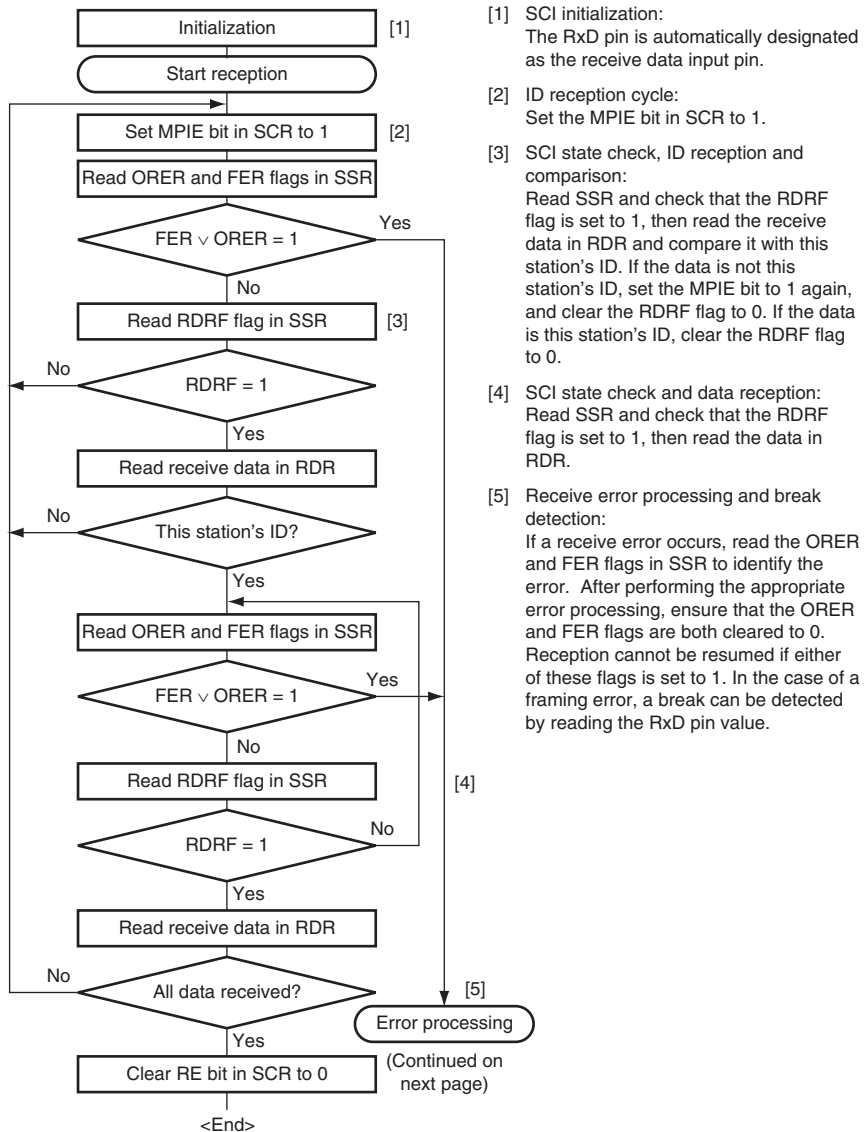 Initialization
[1]
Start reception
Set MPIE bit in SCR to 1
[2]
Read ORER and FER flags in SSR
FER ∨ ORER = 1
Yes
No
Read RDRF flag in SSR
[3]
No
RDRF = 1
Yes
Read receive data in RDR
No
This station's ID?
Yes
Read ORER and FER flags in SSR
FER ∨ ORER = 1
Yes
No
Read RDRF flag in SSR
[4]
RDRF = 1
No
Yes
Read receive data in RDR
No
All data received?
[5]
Error processing
Yes
(Continued on
next page)
Clear RE bit in SCR to 0
<End>
[1] SCI initialization:
The RxD pin is automatically designated
as the receive data input pin.
[2] ID reception cycle:
Set the MPIE bit in SCR to 1.
[3] SCI state check, ID reception and
comparison:
Read SSR and check that the RDRF
flag is set to 1, then read the receive
data in RDR and compare it with this
station's ID. If the data is not this
station's ID, set the MPIE bit to 1 again,
and clear the RDRF flag to 0. If the data
is this station's ID, clear the RDRF flag
to 0.
[4] SCI state check and data reception:
Read SSR and check that the RDRF
flag is set to 1, then read the data in
RDR.
[5] Receive error processing and break
detection:
If a receive error occurs, read the ORER
and FER flags in SSR to identify the
error. After performing the appropriate
error processing, ensure that the ORER
and FER flags are both cleared to 0.
Reception cannot be resumed if either
of these flags is set to 1. In the case of a
framing error, a break can be detected
by reading the RxD pin value.